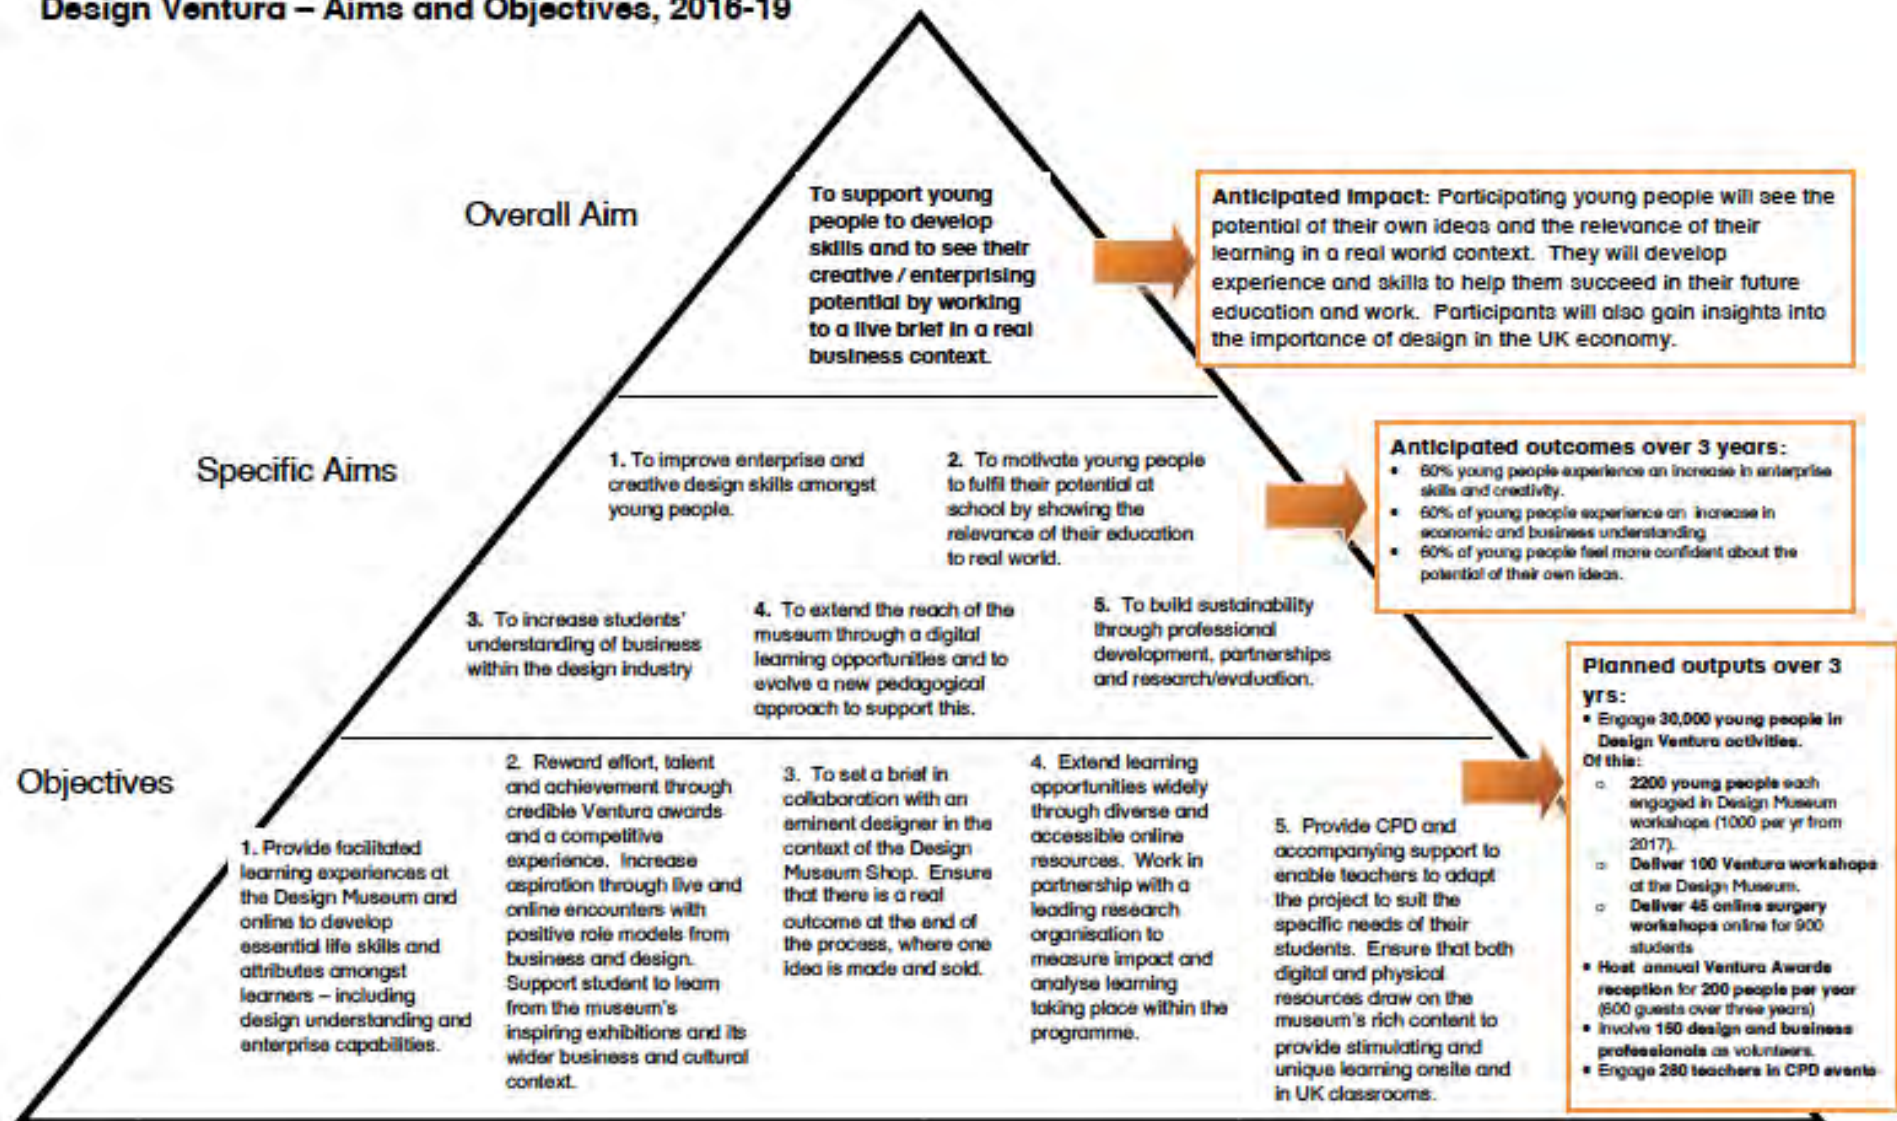 Design Ventura – Aims and Objectives, 2016-19
Overall Aim
To support young
people to develop
skills and to see their
creative / enterprising
potential by working
to a live brief in a real
business context.
Anticipated Impact: Participating young people will see the
potential of their own ideas and the relevance of their
learning in a real world context. They will develop
experience and skills to help them succeed in their future
education and work. Participants will also gain insights into
the importance of design in the UK economy.
Specific Aims
1. To improve enterprise and
creative design skills amongst
young people.
2. To motivate young people
to fulfil their potential at
school by showing the
relevance of their education
to real world.
3. To increase students'
understanding of business
within the design industry
4. To extend the reach of the
museum through a digital
learning opportunities and to
evolve a new pedagogical
approach to support this.
5. To build sustainability
through professional
development, partnerships
and research/evaluation.
Anticipated outcomes over 3 years:
• 60% young people experience an increase in enterprise
skills and creativity.
• 60% of young people experience an increase in
economic and business understanding
• 60% of young people feel more confident about the
potential of their own ideas.
Objectives
1. Provide facilitated
learning experiences at
the Design Museum and
online to develop
essential life skills and
attributes amongst
learners – including
design understanding and
enterprise capabilities.
2. Reward effort, talent
and achievement through
credible Ventura awards
and a competitive
experience. Increase
aspiration through live and
online encounters with
positive role models from
business and design.
Support student to learn
from the museum's
inspiring exhibitions and its
wider business and cultural
context.
3. To set a brief in
collaboration with an
eminent designer in the
context of the Design
Museum Shop. Ensure
that there is a real
outcome at the end of
the process, where one
idea is made and sold.
4. Extend learning
opportunities widely
through diverse and
accessible online
resources. Work in
partnership with a
leading research
organisation to
measure impact and
analyse learning
taking place within the
programme.
5. Provide CPD and
accompanying support to
enable teachers to adapt
the project to suit the
specific needs of their
students. Ensure that both
digital and physical
resources draw on the
museum's rich content to
provide stimulating and
unique learning onsite and
in UK classrooms.
Planned outputs over 3
yrs:
• Engage 30,000 young people in
Design Ventura activities.
Of this:
o 2200 young people each
engaged in Design Museum
workshops (1000 per yr from
2017).
o Deliver 100 Ventura workshops
at the Design Museum.
o Deliver 45 online surgery
workshops online for 900
students
• Host annual Ventura Awards
reception for 200 people per year
(600 guests over three years)
• Involve 150 design and business
professionals as volunteers.
• Engage 280 teachers in CPD events